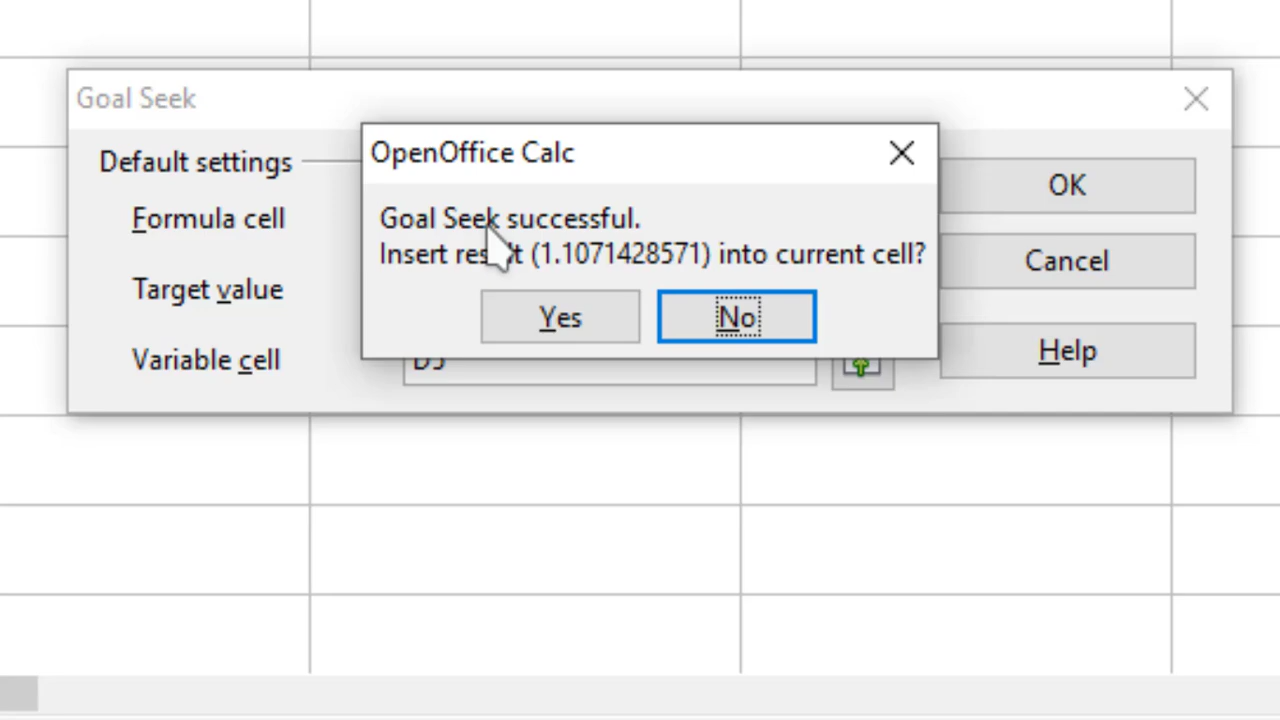 Goal Seek
OpenOffice Calc
Default settings
Goal Seek successful.
Insert result (1.1071428571) into current cell?
Formula cell
Target value
Variable cell
Yes
No
OK
Cancel
Help